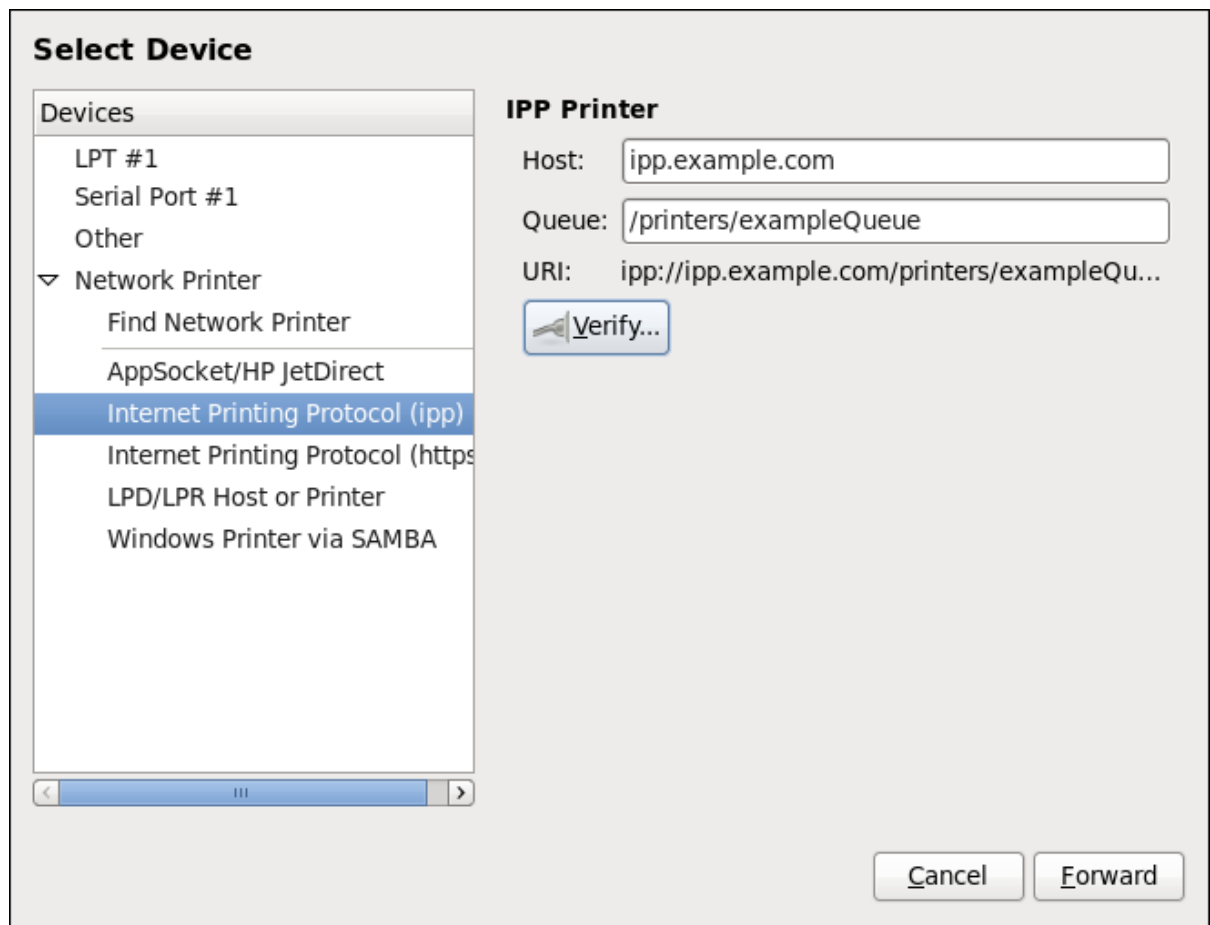 Select Device
Devices
LPT #1
Serial Port #1
Other
Network Printer
Find Network Printer
AppSocket/HP JetDirect
Internet Printing Protocol (ipp)
Internet Printing Protocol (https
LPD/LPR Host or Printer
Windows Printer via SAMBA
IPP Printer
Host: ipp.example.com
Queue: /printers/exampleQueue
URI: ipp://ipp.example.com/printers/exampleQu...
Verify...
Cancel Forward